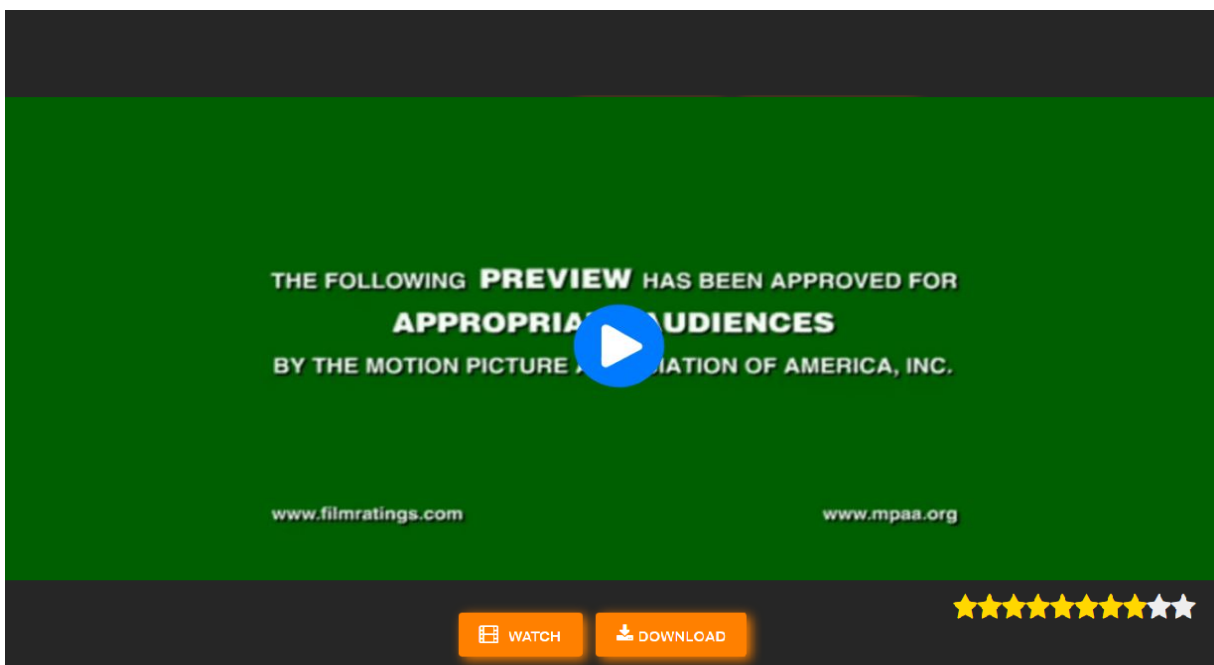 THE FOLLOWING PREVIEW HAS BEEN APPROVED FOR
BY THE MOTION PICTURE OF AMERICA, INC.
www.filmratings.com www.mpaa.org
WATCH DOWNLOAD